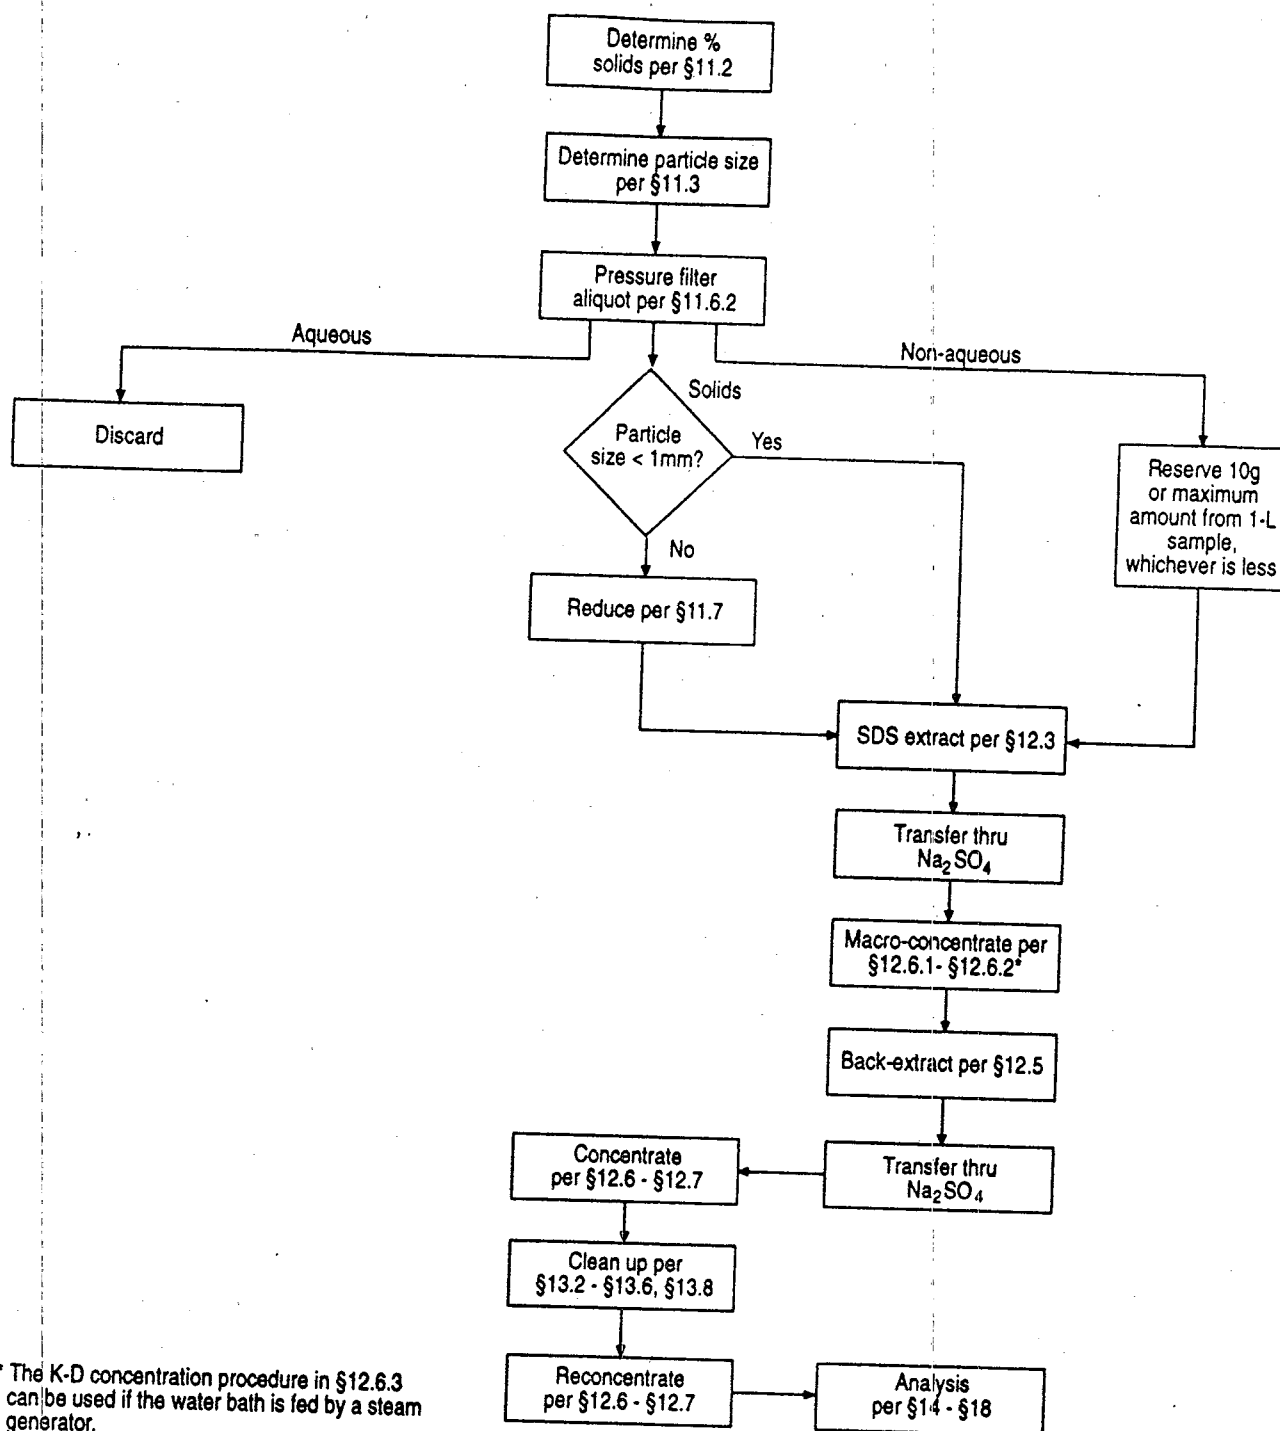 Determine %
solids per §11.2
Determine particle size
per §11.3
Pressure filter
aliquot per §11.6.2
Aqueous
Non-aqueous
Solids
Discard
Particle
size < 1mm?
Yes
Reserve 10g
or maximum
amount from 1-L
sample,
whichever is less
No
Reduce per §11.7
SDS extract per §12.3
Transfer thru
Na₂SO₄
Macro-concentrate per
§12.6.1- §12.6.2*
Back-extract per §12.5
Transfer thru
Na₂SO₄
Concentrate
per §12.6 - §12.7
Clean up per
§13.2 - §13.6, §13.8
Reconcentrate
per §12.6 - §12.7
Analysis
per §14 - §18
* The K-D concentration procedure in §12.6.3
can be used if the water bath is fed by a steam
generator.